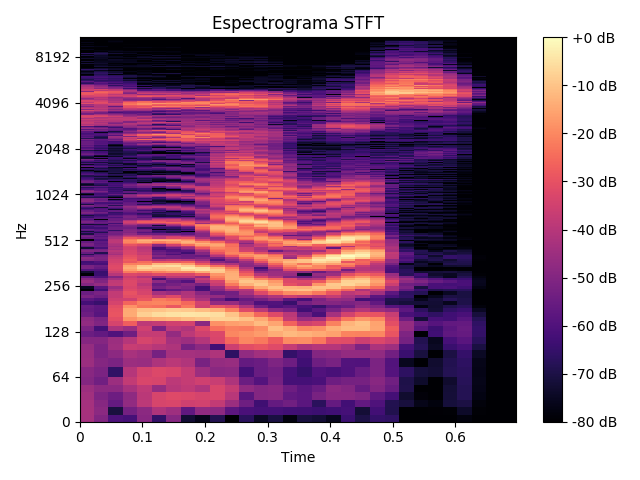 Espectrograma STFT
Hz
8192
4096
2048
1024
512
256
128
64
0
0 0.1 0.2 0.3 0.4 0.5 0.6
Time
+0 dB
-10 dB
-20 dB
-30 dB
-40 dB
-50 dB
-60 dB
-70 dB
-80 dB